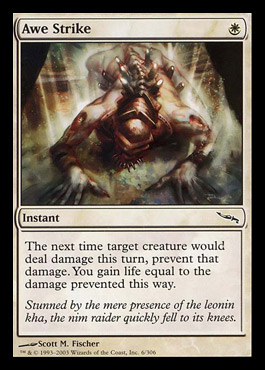 Awe Strike
Instant
The next time target creature would
deal damage this turn, prevent that
damage. You gain life equal to the
damage prevented this way.
Stunned by the mere presence of the leonin
kha, the nim raider quickly fell to its knees.
Scott M. Fischer
™ & © 1993-2003 Wizards of the Coast, Inc. 6/306